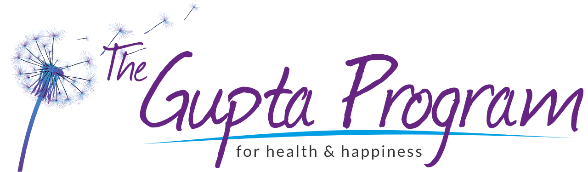 The
Gupta Program
for health & happiness